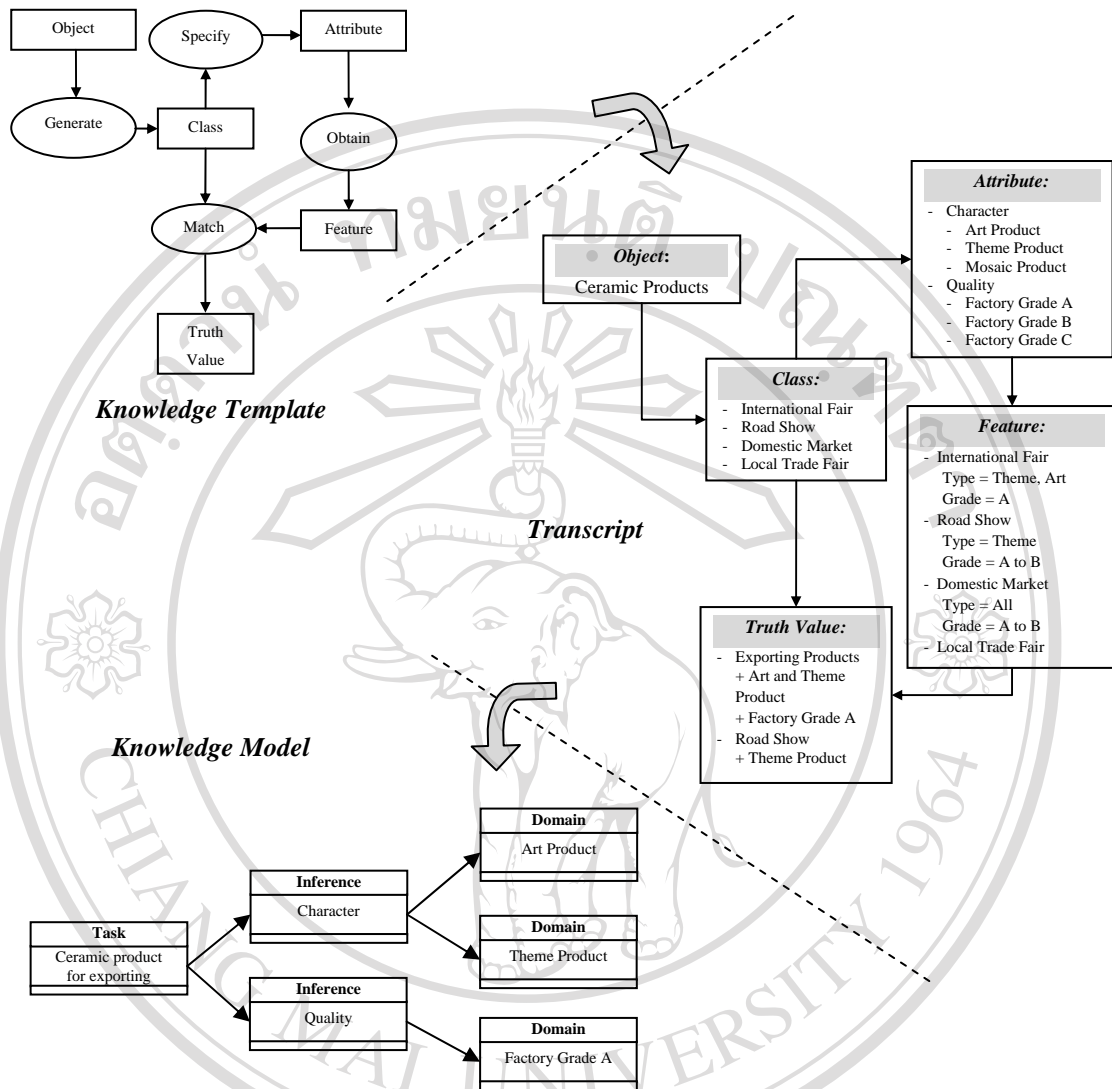 Object
Specify
Attribute
Generate
Class
Obtain
Match
Feature
Truth
Value
Knowledge Template
Object:
Ceramic Products
Class:
- International Fair
- Road Show
- Domestic Market
- Local Trade Fair
Attribute:
- Character
- Art Product
- Theme Product
- Mosaic Product
- Quality
- Factory Grade A
- Factory Grade B
- Factory Grade C
Feature:
- International Fair
Type = Theme, Art
Grade = A
- Road Show
Type = Theme
Grade = A to B
- Domestic Market
Type = All
Grade = A to B
- Local Trade Fair
Transcript
Truth Value:
- Exporting Products
+ Art and Theme
Product
+ Factory Grade A
- Road Show
+ Theme Product
Knowledge Model
Task
Ceramic product
for exporting
Inference
Character
Inference
Quality
Domain
Art Product
Domain
Theme Product
Domain
Factory Grade A
CHIANG MAI UNIVERSITY 1964